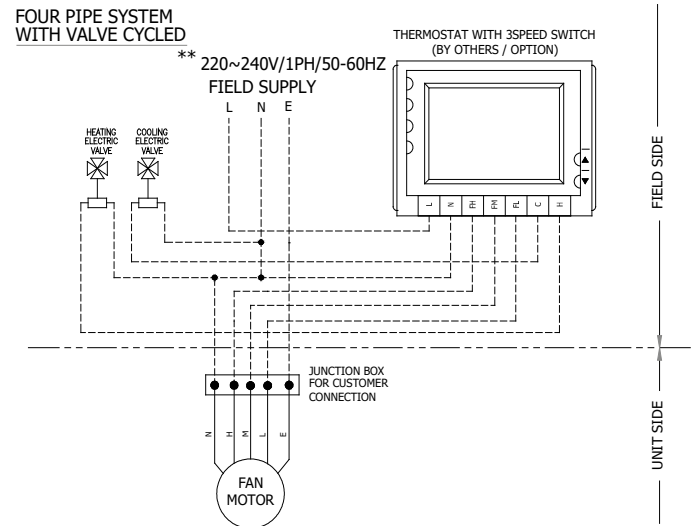 FOUR PIPE SYSTEM
WITH VALVE CYCLED
** 220~240V/1PH/50-60HZ
FIELD SUPPLY
L N E
THERMOSTAT WITH 3SPEED SWITCH
(BY OTHERS / OPTION)
HEATING
ELECTRIC
VALVE
COOLING
ELECTRIC
VALVE
L N FH FM FL C H
FIELD SIDE
JUNCTION BOX
FOR CUSTOMER
CONNECTION
N H M L E
FAN
MOTOR
UNIT SIDE